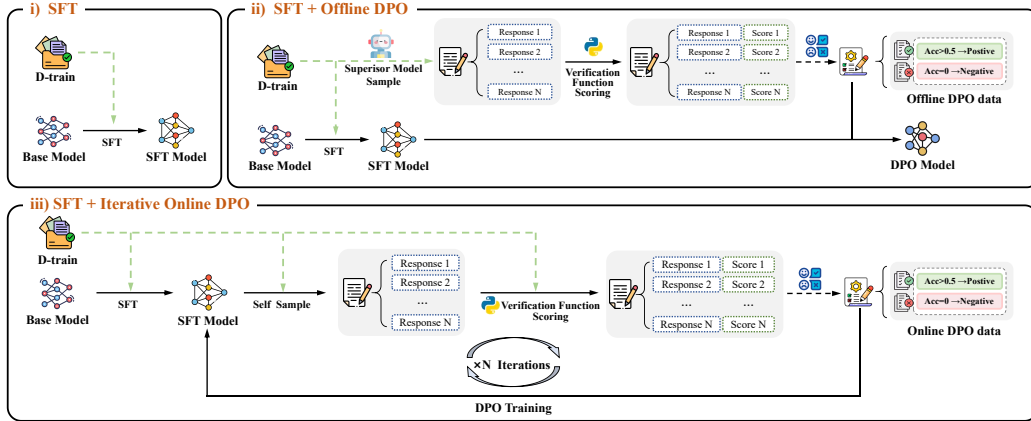 i) SFT
D-train
Base Model
SFT
SFT Model
ii) SFT + Offline DPO
D-train
Superisor Model
Sample
Response 1
Response 2
...
Response N
Verification
Function
Scoring
Response 1 Score 1
Response 2 Score 2
... ...
Response N Score N
Acc>0.5 →Postive
Acc=0 →Negative
Offline DPO data
Base Model
SFT
SFT Model
DPO Model
iii) SFT + Iterative Online DPO
D-train
Base Model
SFT
SFT Model
Self Sample
Response 1
Response 2
...
Response N
Verification Function
Scoring
Response 1 Score 1
Response 2 Score 2
... ...
Response N Score N
Acc>0.5 →Postive
Acc=0 →Negative
Online DPO data
×N Iterations
DPO Training